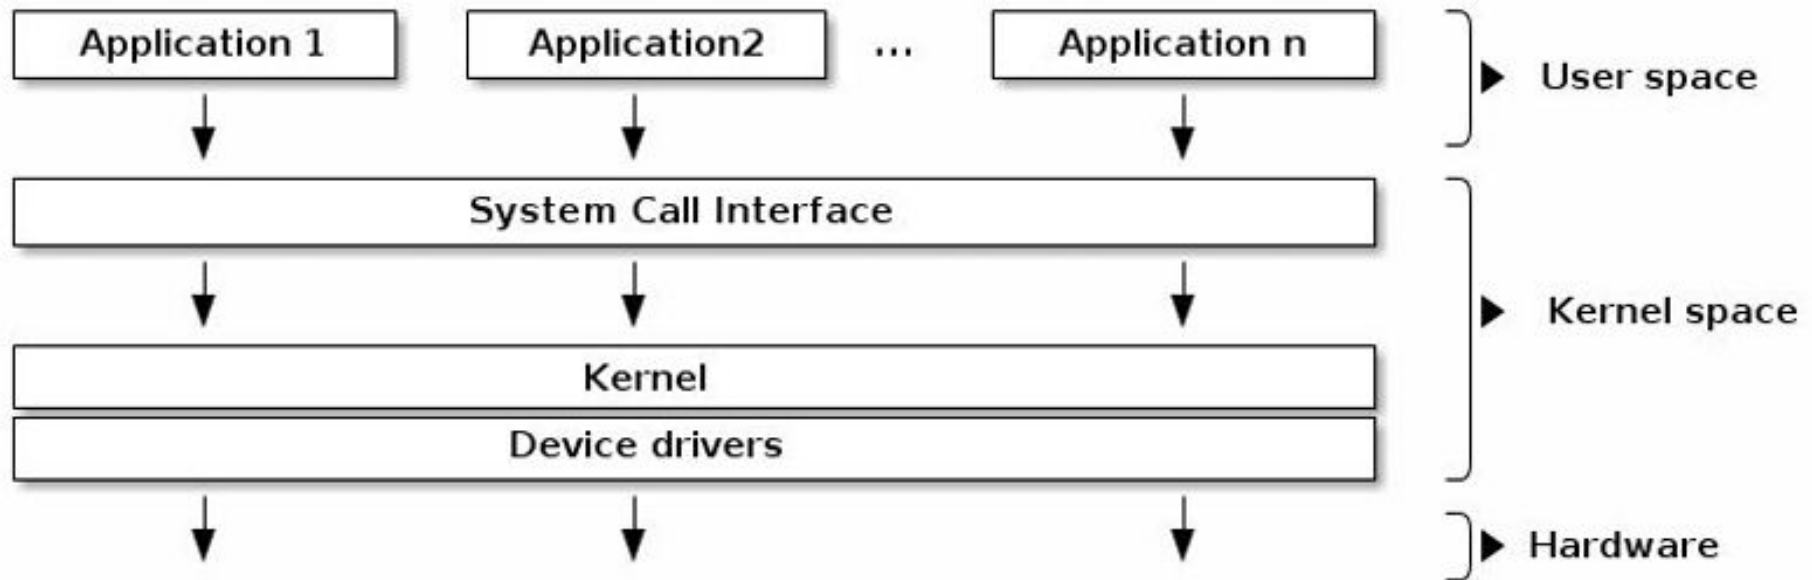 Application 1
Application2
...
Application n
User space
System Call Interface
Kernel space
Kernel
Device drivers
Hardware